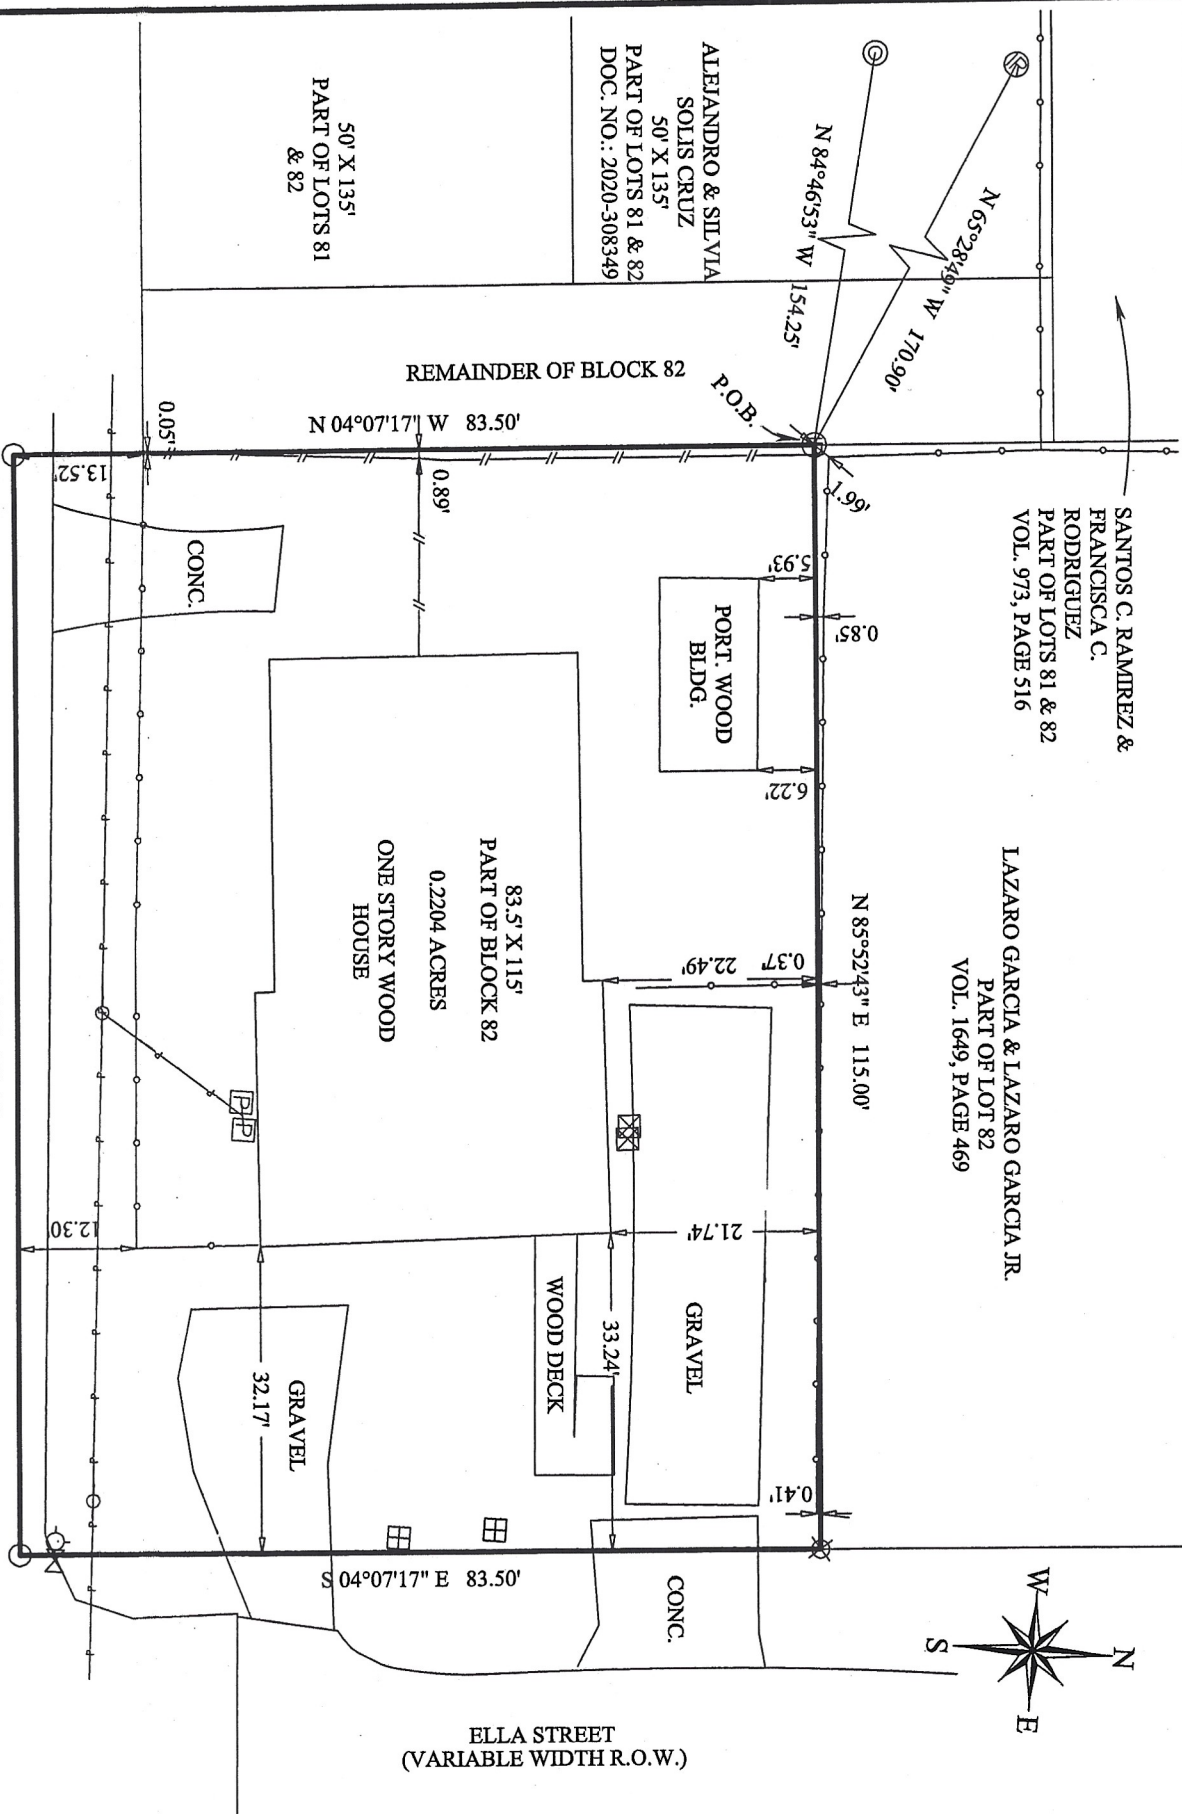 ALEJANDRO & SILVIA
SOLIS CRUZ
50' X 135'
PART OF LOTS 81 & 82
DOC. NO.: 2020-308349
50' X 135'
PART OF LOTS 81
& 82
N 84°46'53" W 154.25'
N 65°28'49" W 170.90'
REMAINDER OF BLOCK 82
P.O.B.
N 04°07'17" W 83.50'
0.05'
13.52'
0.89'
1.99'
SANTOS C. RAMIREZ &
FRANCISCA C.
RODRIGUEZ
PART OF LOTS 81 & 82
VOL. 973, PAGE 516
5.93'
0.85'
6.22'
CONC.
PORT. WOOD
BLDG.
LAZARO GARCIA & LAZARO GARCIA JR.
PART OF LOT 82
VOL. 1649, PAGE 469
N 85°52'43" E 115.00'
83.5' X 115'
PART OF BLOCK 82
0.2204 ACRES
ONE STORY WOOD
HOUSE
22.49'
0.37'
P
P
12.30
21.74'
WOOD DECK
33.24'
GRAVEL
32.17'
GRAVEL
0.41'
S 04°07'17" E 83.50'
CONC.
W
N
S
E
ELLA STREET
(VARIABLE WIDTH R.O.W.)